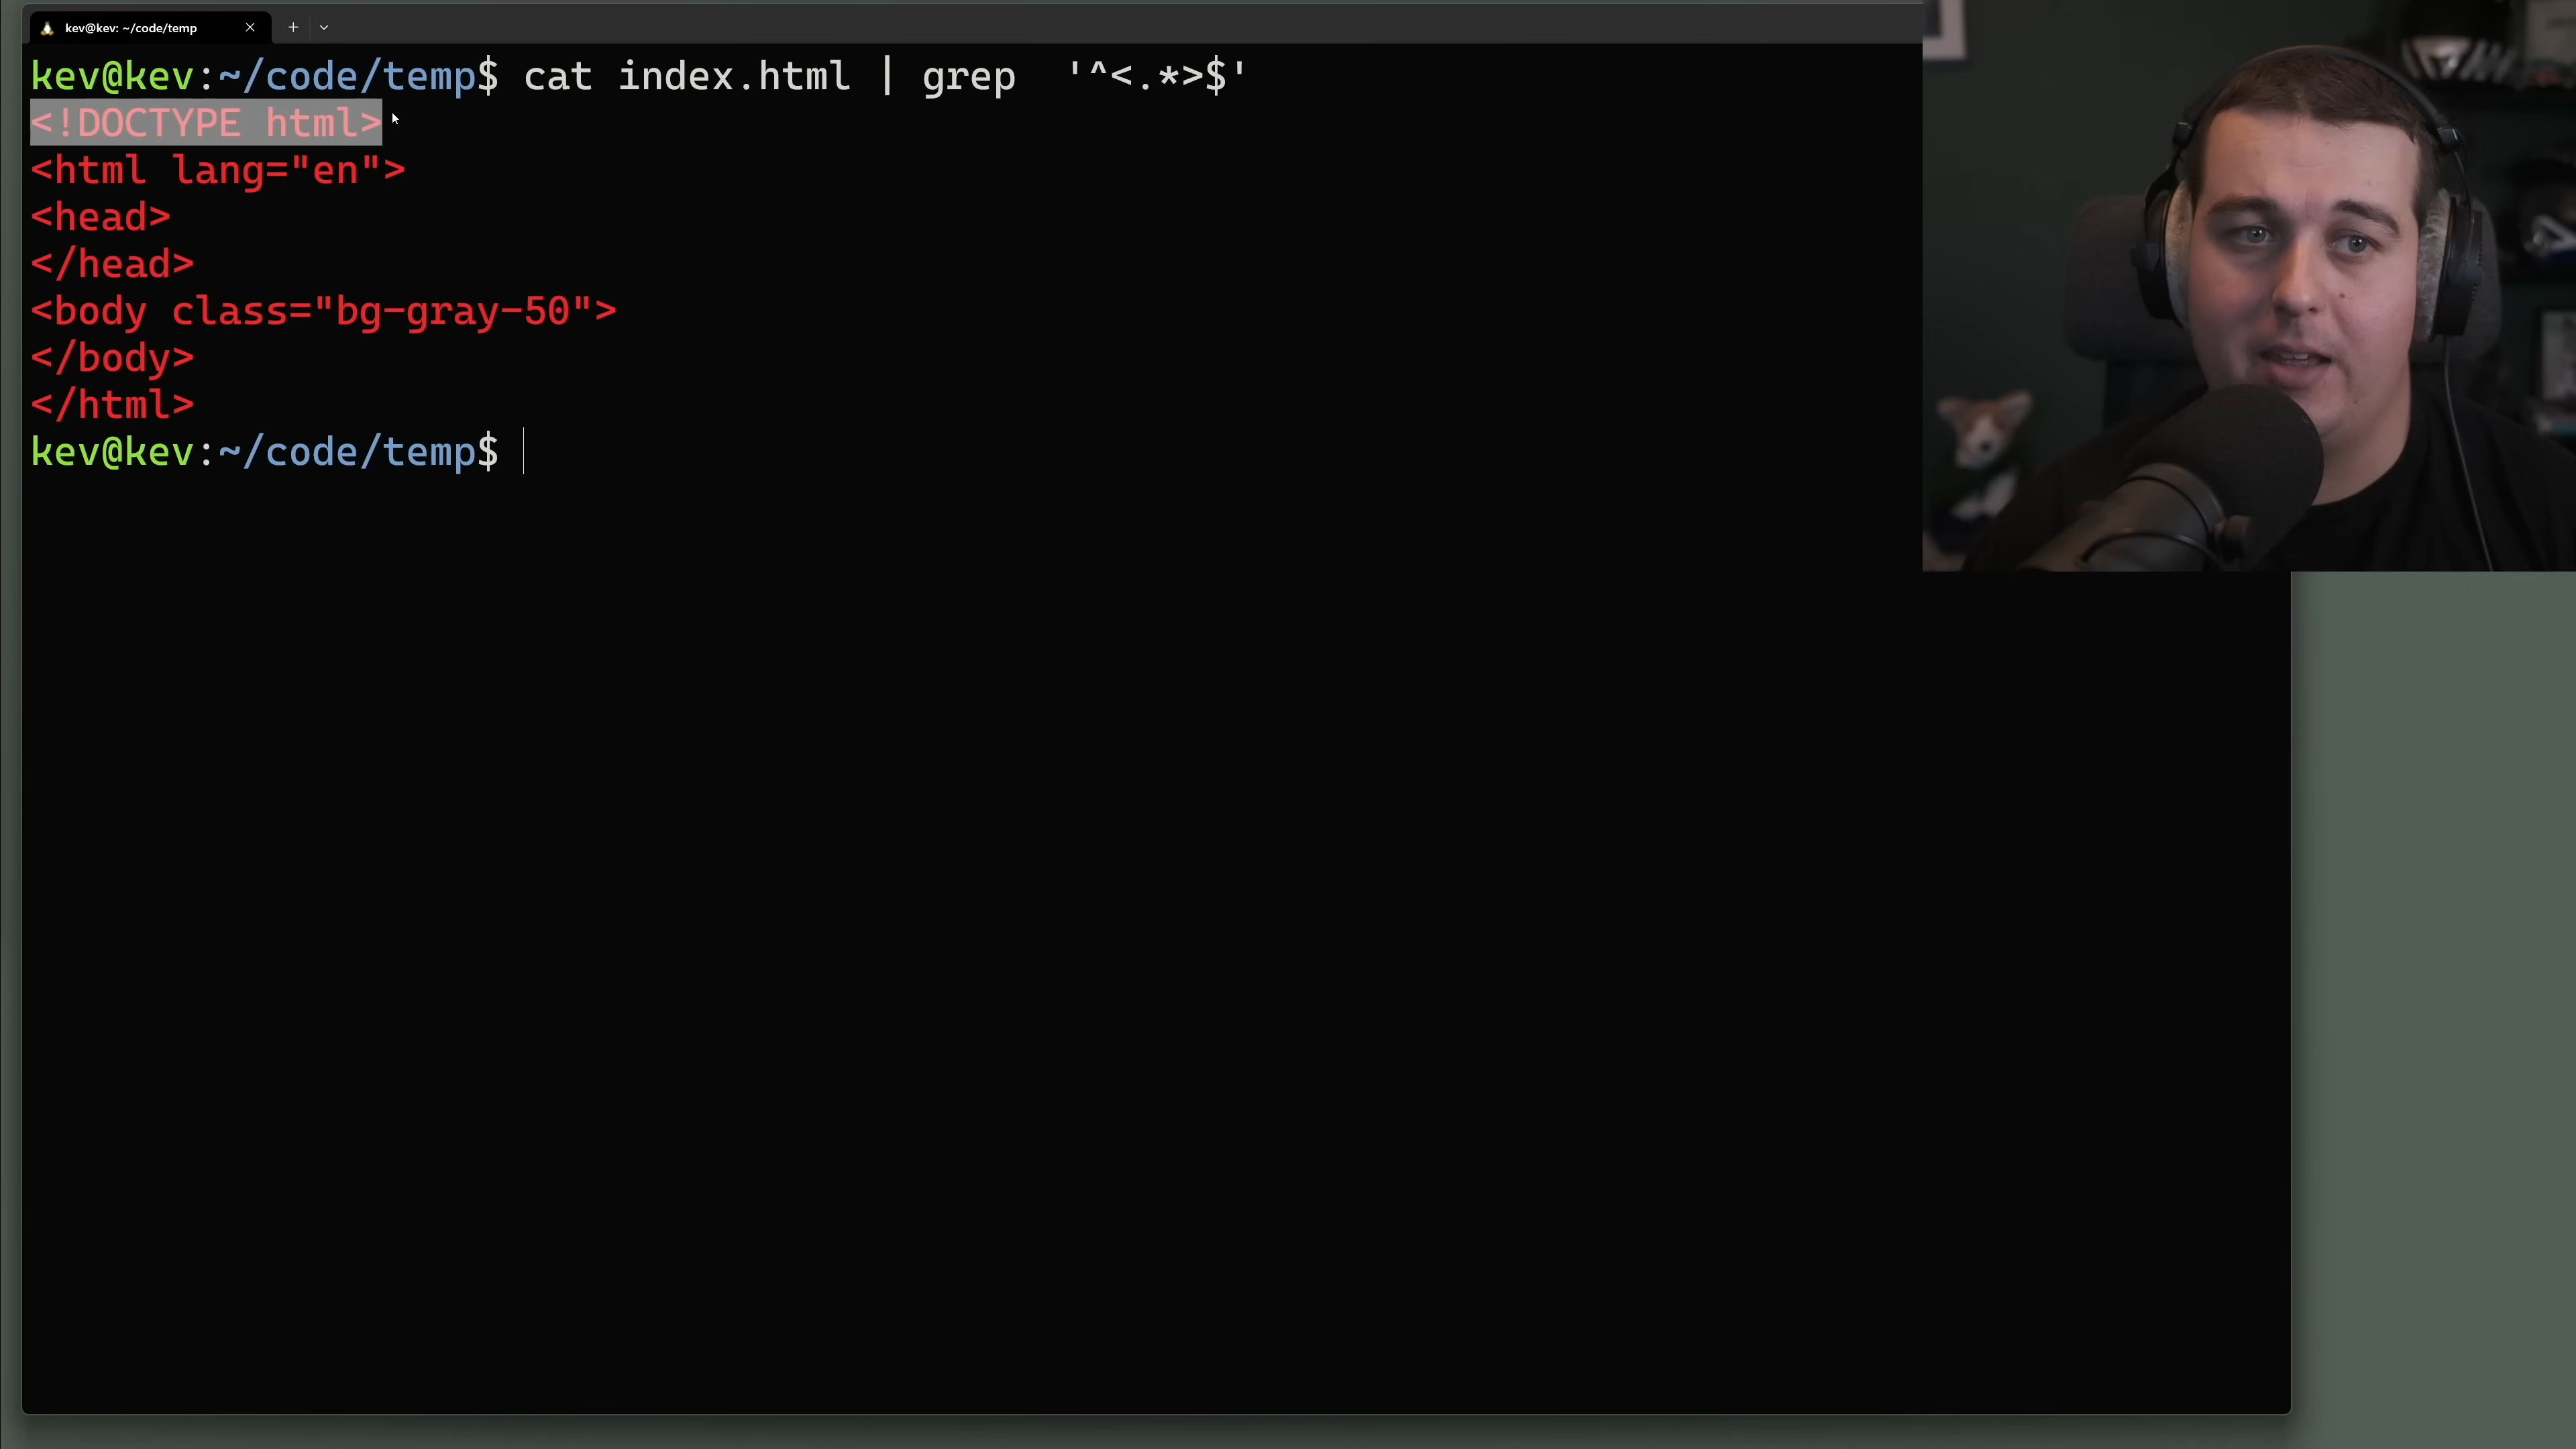 kev@kev: ~/code/temp
kev@kev:~/code/temp$ cat index.html | grep  '^<.*>$'
<!DOCTYPE html>
<html lang="en">
<head>
</head>
<body class="bg-gray-50">
</body>
</html>
kev@kev:~/code/temp$